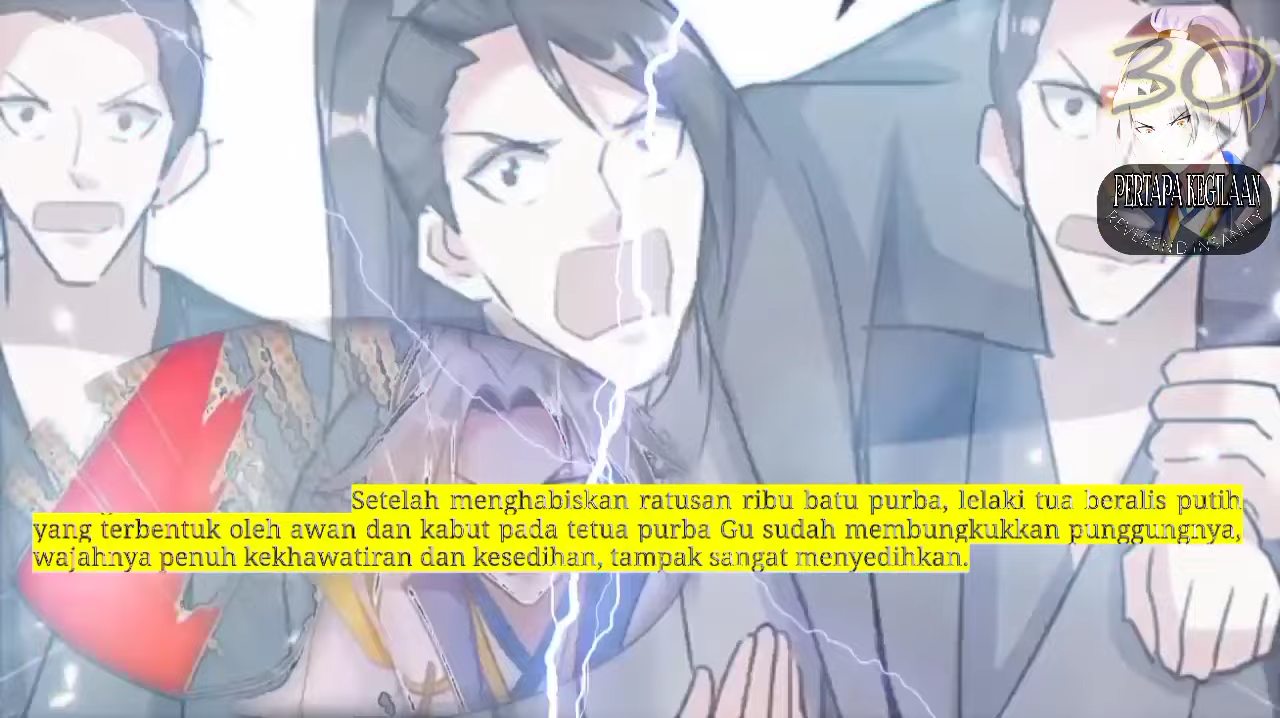 30
PERTAPA KEGILAAN
REVEREND INSANITY
Setelah menghabiskan ratusan ribu batu purba, lelaki tua beralis putih
yang terbentuk oleh awan dan kabut pada tetua purba Gu sudah membungkukkan punggungnya,
wajahnya penuh kekhawatiran dan kesedihan, tampak sangat menyedihkan.